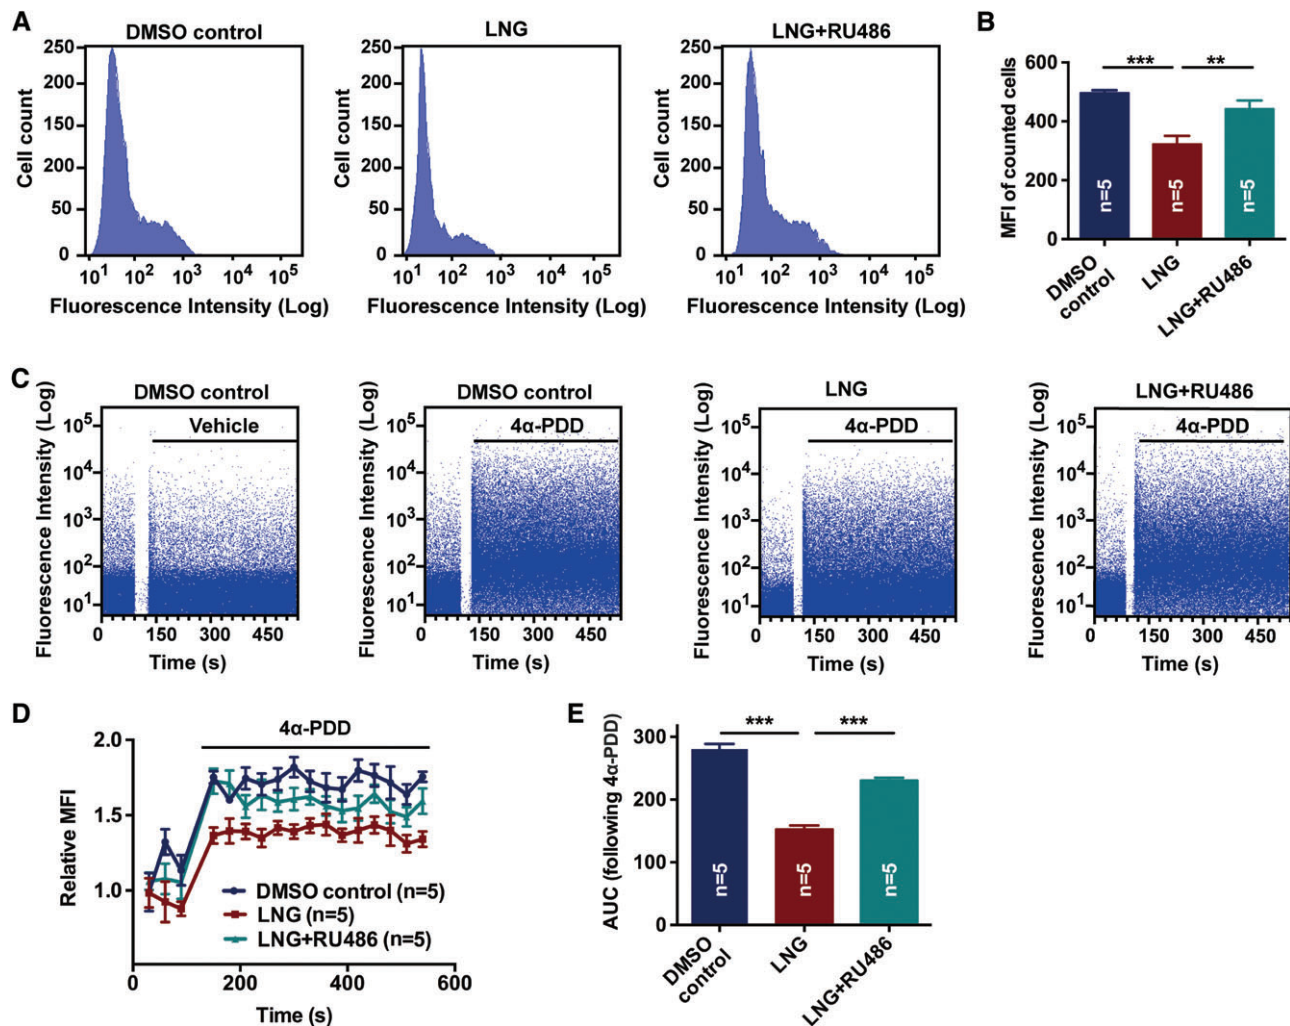 A
DMSO control
LNG
LNG+RU486
B
Cell count
250
200
150
200
50
0
10¹ 10² 10³ 10⁴ 10⁵
Fluorescence Intensity (Log)
Cell count
250
200
150
200
50
0
10¹ 10² 10³ 10⁴ 10⁵
Fluorescence Intensity (Log)
Cell count
250
200
150
200
50
0
10¹ 10² 10³ 10⁴ 10⁵
Fluorescence Intensity (Log)
MFI of counted cells
600
400
200
0
*** **
n=5 n=5 n=5
DMSO
control
LNG
LNG+RU486
C
DMSO control
Vehicle
Fluorescence Intensity (Log)
10⁵
10⁴
10³
10²
10¹
0 150 300 450
Time (s)
DMSO control
4α-PDD
Fluorescence Intensity (Log)
10⁵
10⁴
10³
10²
10¹
0 150 300 450
Time (s)
LNG
4α-PDD
Fluorescence Intensity (Log)
10⁵
10⁴
10³
10²
10¹
0 150 300 450
Time (s)
LNG+RU486
4α-PDD
Fluorescence Intensity (Log)
10⁵
10⁴
10³
10²
10¹
0 150 300 450
Time (s)
D
4α-PDD
Relative MFI
2.0
1.5
1.0
DMSO control (n=5)
LNG (n=5)
LNG+RU486 (n=5)
0 200 400 600
Time (s)
E
AUC (following 4α-PDD)
300
200
100
0
*** ***
n=5 n=5 n=5
DMSO
control
LNG
LNG+RU486